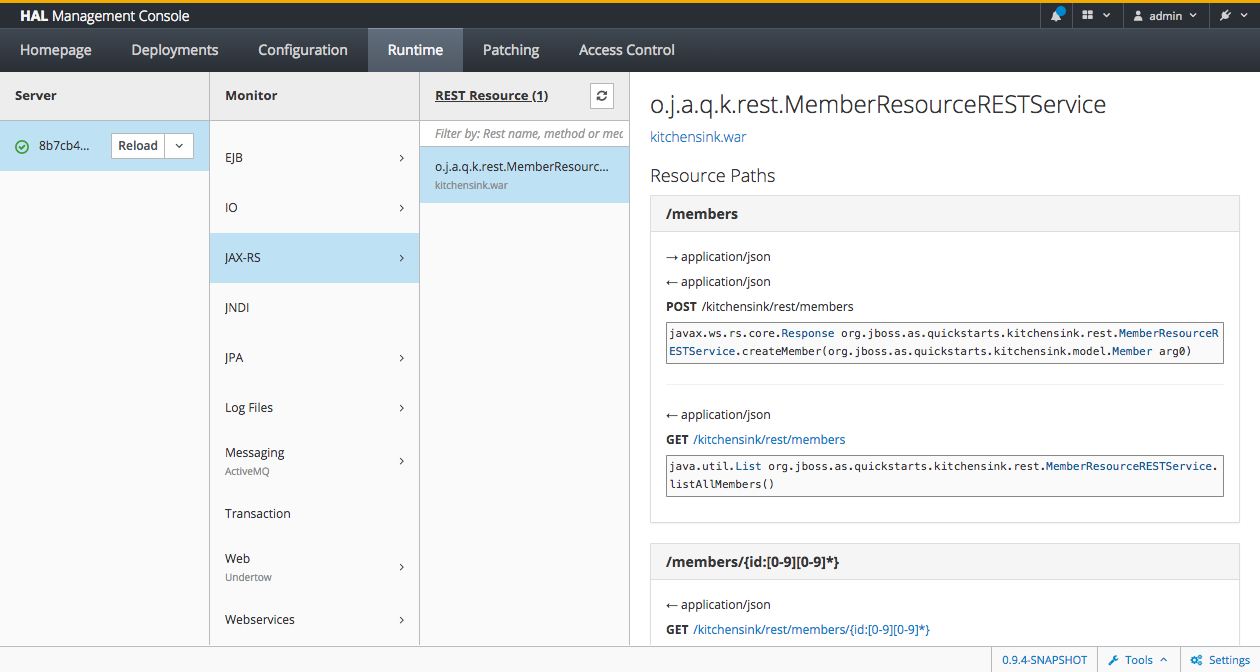 HAL Management Console
admin
Homepage Deployments Configuration Runtime Patching Access Control
Server
8b7cb4... Reload
Monitor
EJB
IO
JAX-RS
JNDI
JPA
Log Files
Messaging
ActiveMQ
Transaction
Web
Undertow
Webservices
REST Resource (1)
Filter by: Rest name, method or mec
o.j.a.q.k.rest.MemberResourc...
kitchensink.war
o.j.a.q.k.rest.MemberResourceRESTService
kitchensink.war
Resource Paths
/members
→ application/json
← application/json
POST /kitchensink/rest/members
javax.ws.rs.core.Response org.jboss.as.quickstarts.kitchensink.rest.MemberResourceR
ESTService.createMember(org.jboss.as.quickstarts.kitchensink.model.Member arg0)
← application/json
GET /kitchensink/rest/members
java.util.List org.jboss.as.quickstarts.kitchensink.rest.MemberResourceRESTService.
listAllMembers()
/members/{id:[0-9][0-9]*}
← application/json
GET /kitchensink/rest/members/{id:[0-9][0-9]*}
0.9.4-SNAPSHOT Tools Settings